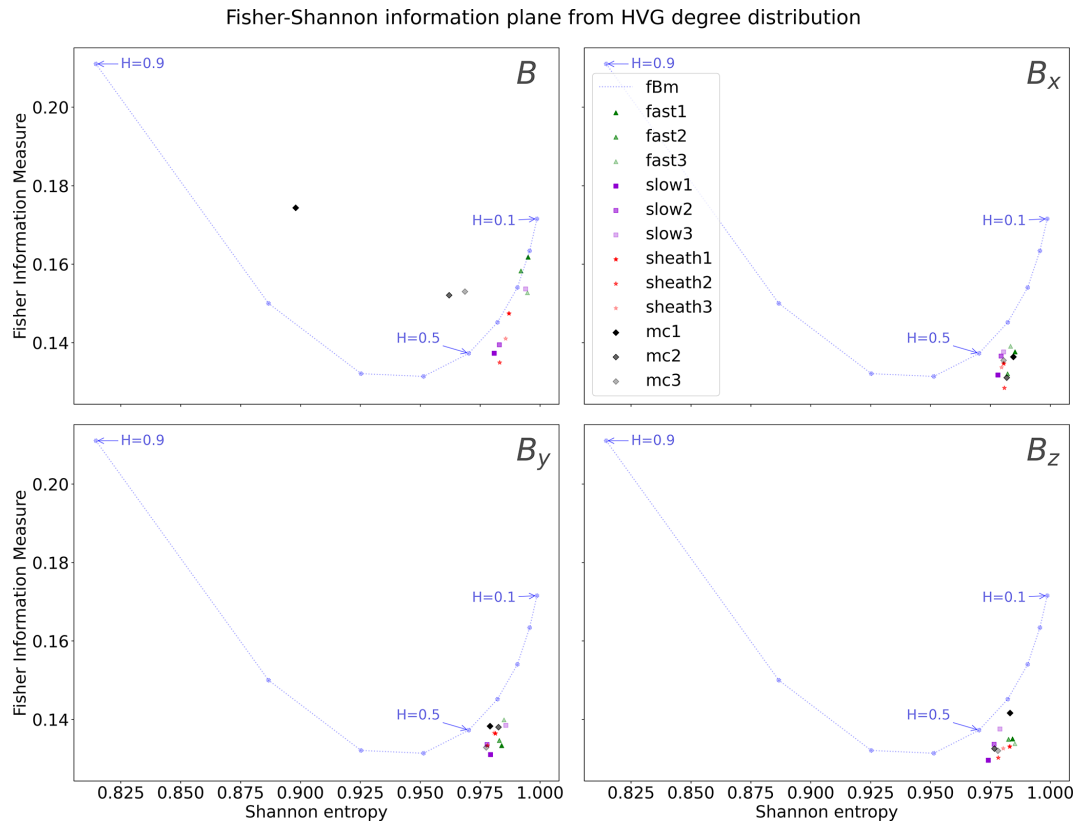 Fisher-Shannon information plane from HVG degree distribution
Fisher Information Measure
0.20
0.18
0.16
0.14
H=0.9
H=0.1
H=0.5
B
H=0.9
H=0.1
H=0.5
Bx
fBm
fast1
fast2
fast3
slow1
slow2
slow3
sheath1
sheath2
sheath3
mc1
mc2
mc3
Fisher Information Measure
0.20
0.18
0.16
0.14
H=0.9
H=0.1
H=0.5
By
0.825 0.850 0.875 0.900 0.925 0.950 0.975 1.000
Shannon entropy
H=0.9
H=0.1
H=0.5
Bz
0.825 0.850 0.875 0.900 0.925 0.950 0.975 1.000
Shannon entropy